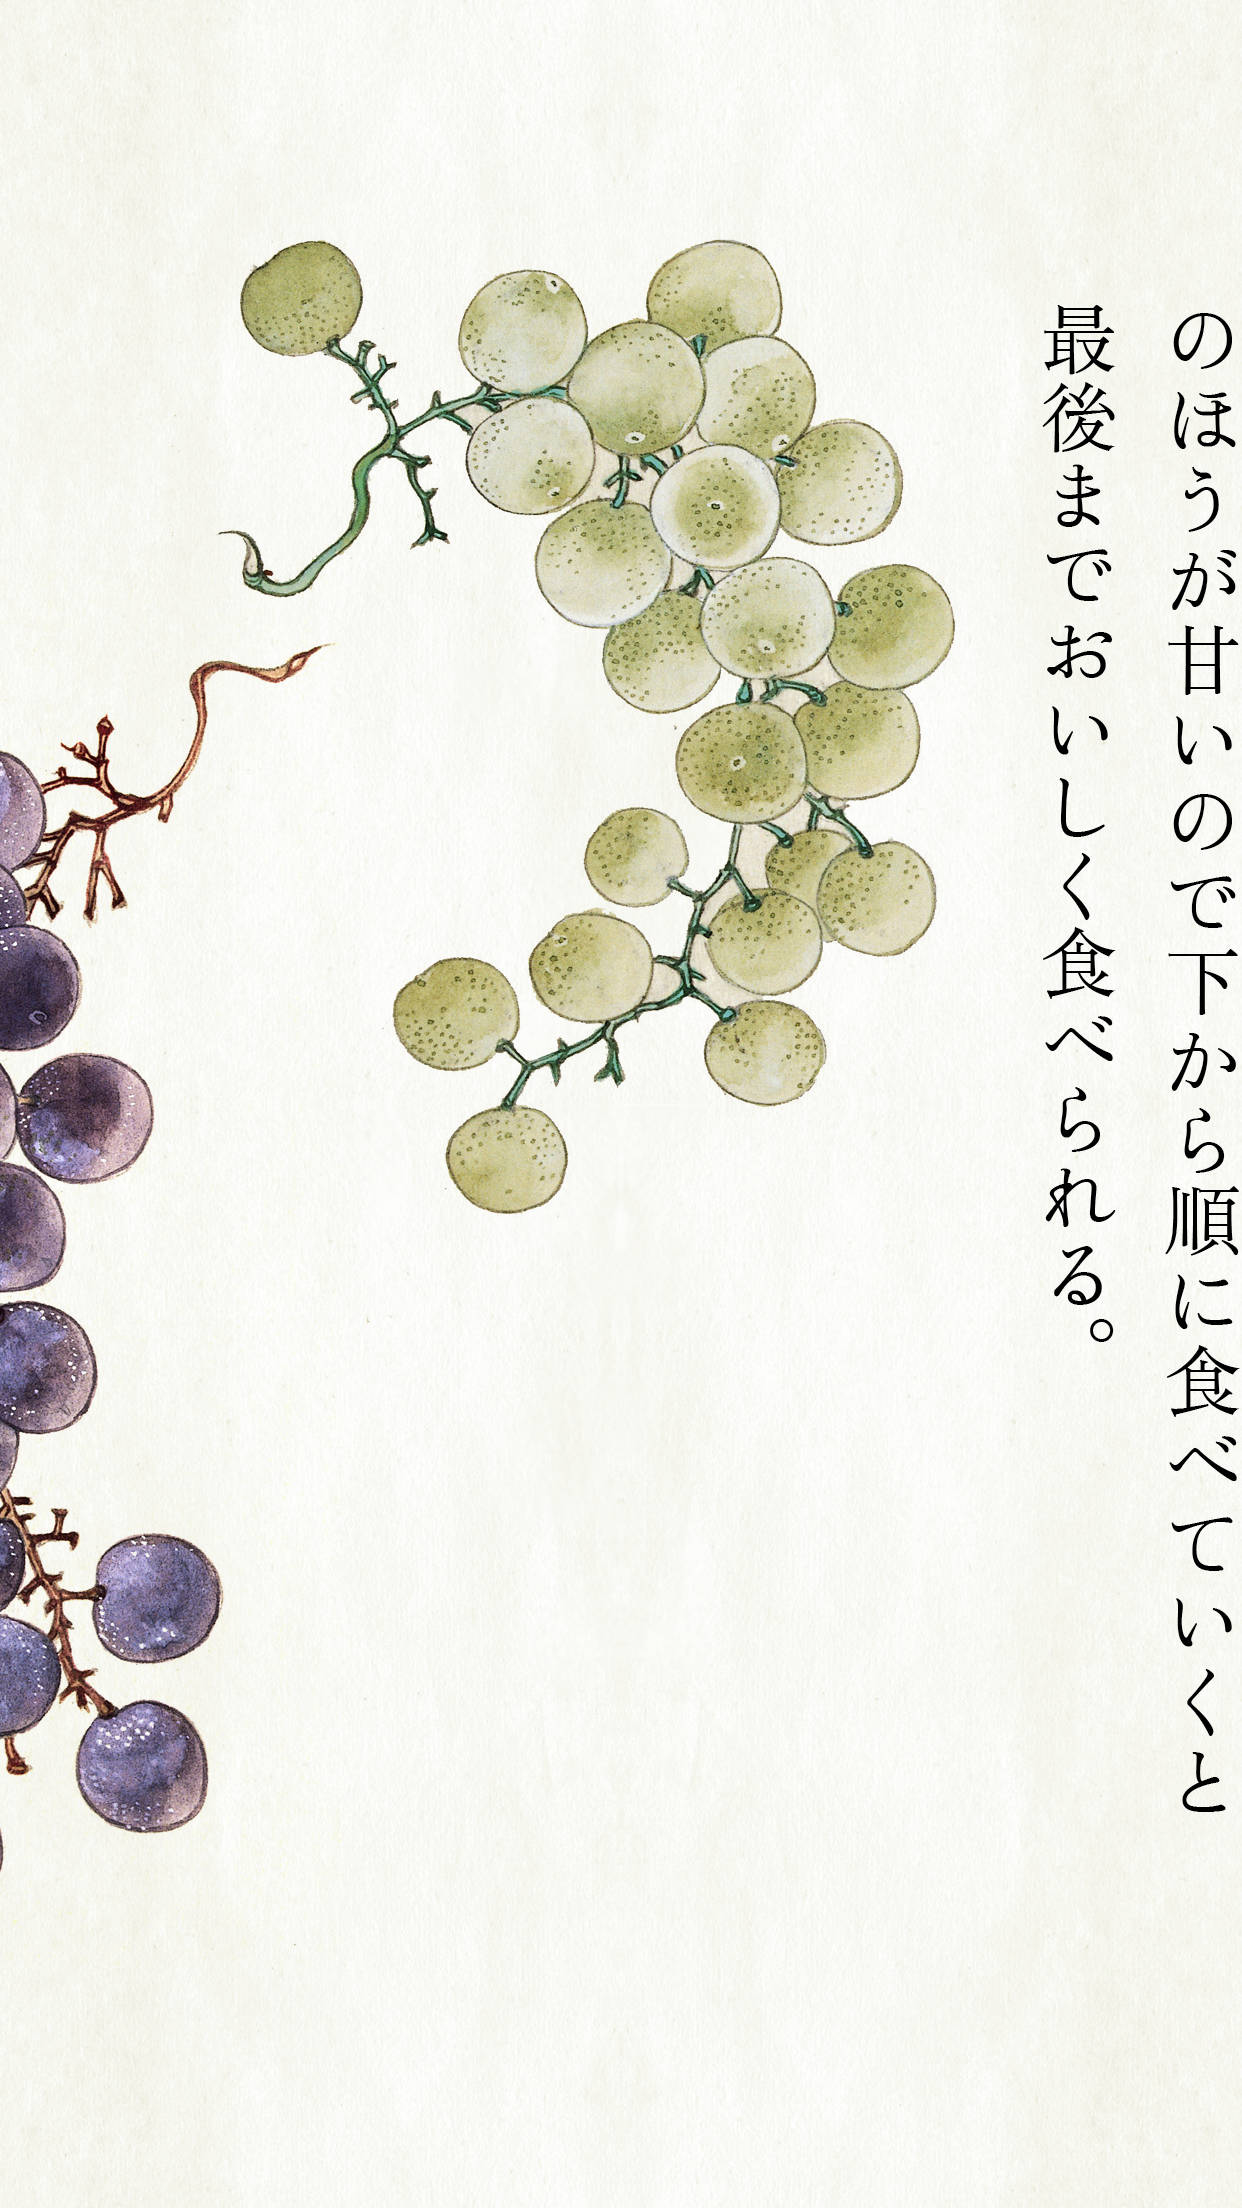 のほうが甘いので下から順に食べていくと
最後までおいしく食べられる。